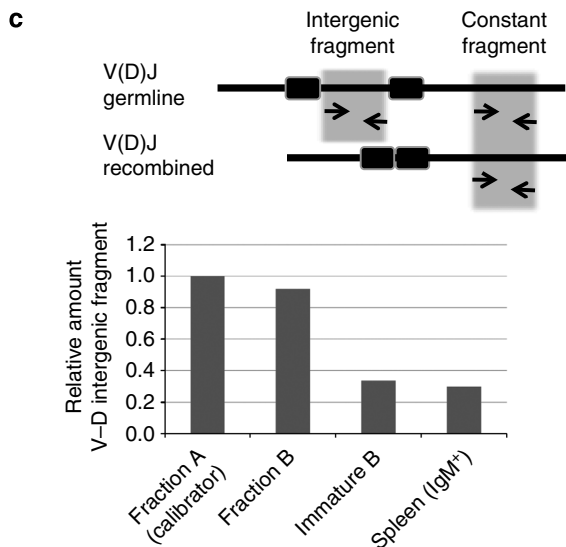 c
Intergenic
fragment
Constant
fragment
V(D)J
germline
V(D)J
recombined
Relative amount
V–D intergenic fragment
1.2
1.0
0.8
0.6
0.4
0.2
0.0
Fraction A
(calibrator)
Fraction B
Immature B
Spleen (IgM⁺)